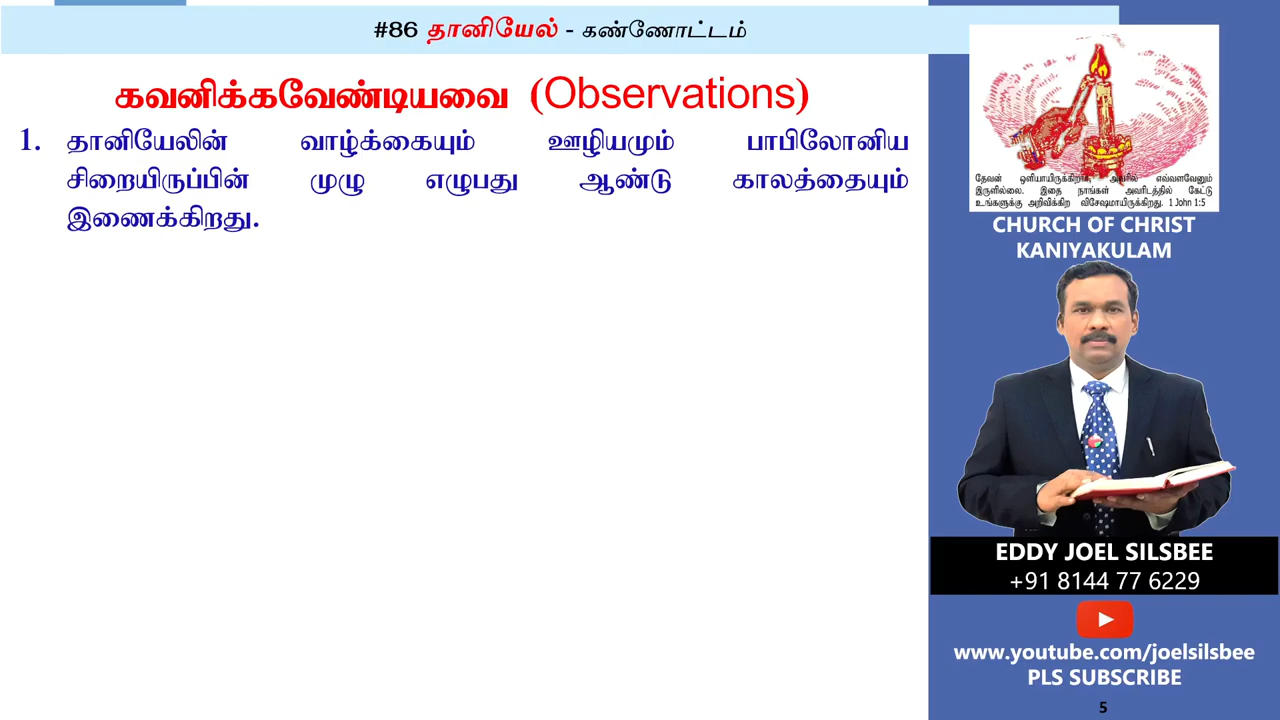 #86 தானியேல் - கண்ணோட்டம்
கவனிக்கவேண்டியவை (Observations)
1. தானியேலின் வாழ்க்கையும் ஊழியமும் பாபிலோனிய
சிறையிருப்பின் முழு எழுபது ஆண்டு காலத்தையும்
இணைக்கிறது.
தேவன் ஒளியாயிருக்கிறார், அவரில் எவ்வளவேனும்
இருளில்லை. இதை நாங்கள் அவரிடத்தில் கேட்டு
உங்களுக்கு அறிவிக்கிற விசேஷமாயிருக்கிறது. 1 John 1:5
CHURCH OF CHRIST
KANIYAKULAM
EDDY JOEL SILSBEE
+91 8144 77 6229
www.youtube.com/joelsilsbee
PLS SUBSCRIBE
5